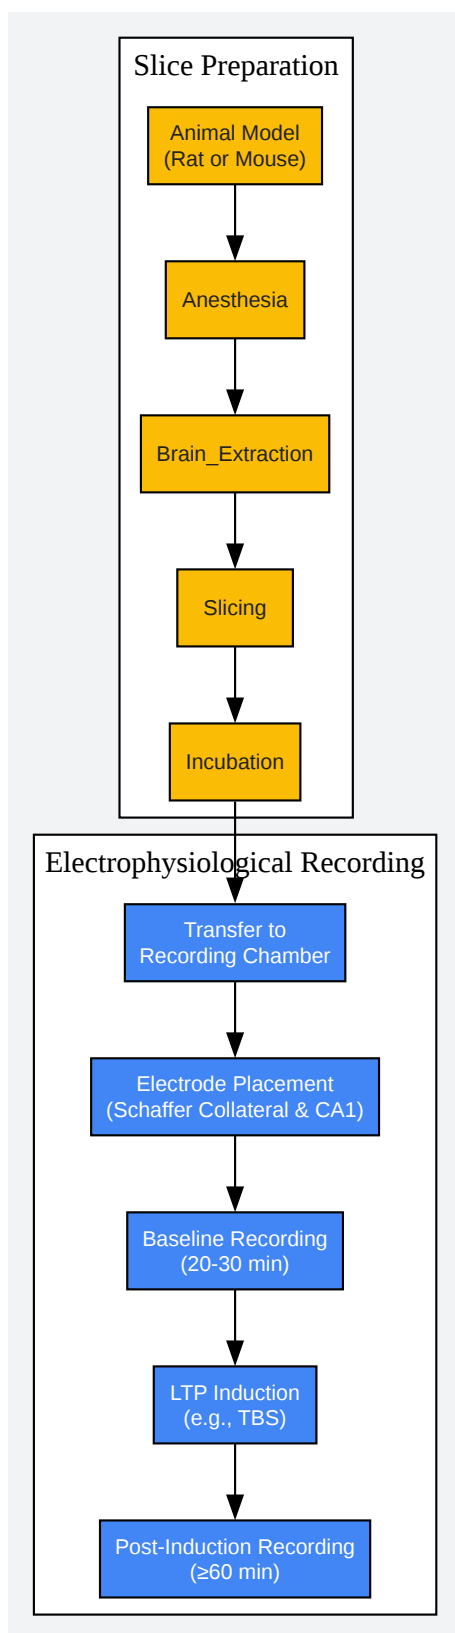 Slice Preparation
Animal Model
(Rat or Mouse)
Anesthesia
Brain_Extraction
Slicing
Incubation
Electrophysiological Recording
Transfer to
Recording Chamber
Electrode Placement
(Schaffer Collateral & CA1)
Baseline Recording
(20-30 min)
LTP Induction
(e.g., TBS)
Post-Induction Recording
(≥60 min)